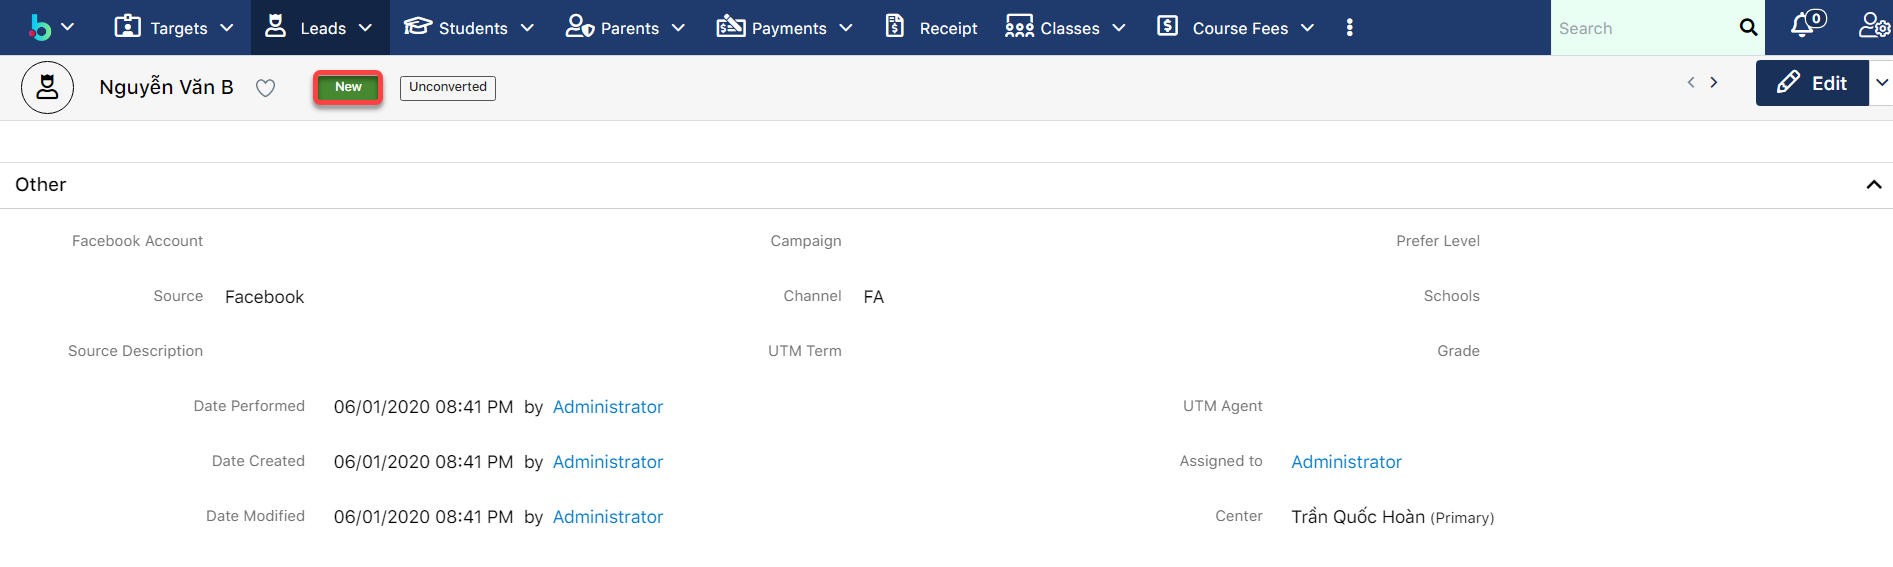 Targets Leads Students Parents Payments Receipt Classes Course Fees Search 0
Nguyễn Văn B New Unconverted Edit
Other
Facebook Account Campaign Prefer Level
Source Facebook Channel FA Schools
Source Description UTM Term Grade
Date Performed 06/01/2020 08:41 PM by Administrator UTM Agent
Date Created 06/01/2020 08:41 PM by Administrator Assigned to Administrator
Date Modified 06/01/2020 08:41 PM by Administrator Center Trần Quốc Hoàn (Primary)